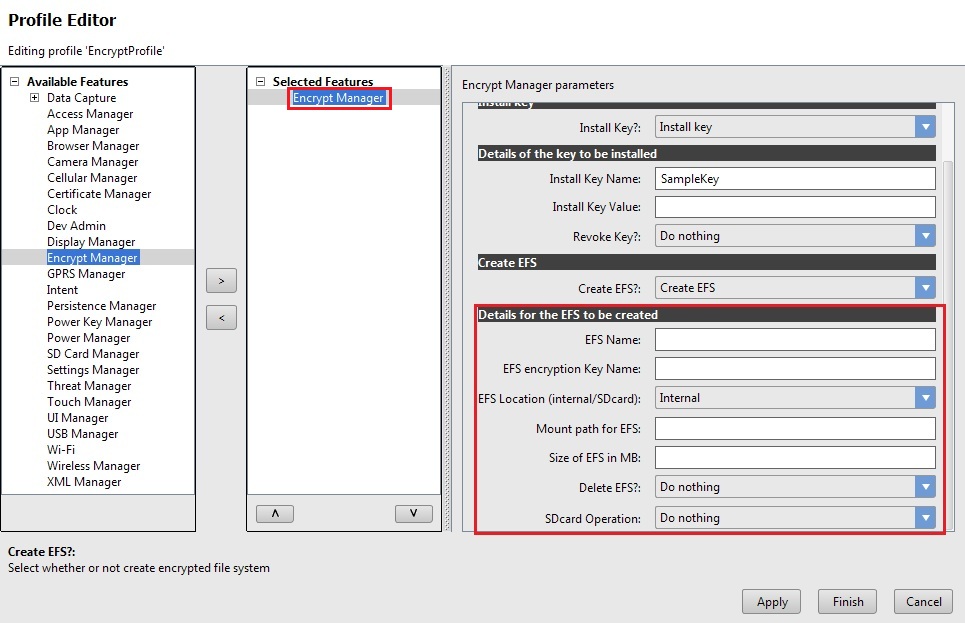 Profile Editor
Editing profile 'EncryptProfile'
Available Features
Data Capture
Access Manager
App Manager
Browser Manager
Camera Manager
Cellular Manager
Certificate Manager
Clock
Dev Admin
Display Manager
Encrypt Manager
GPRS Manager
Intent
Persistence Manager
Power Key Manager
Power Manager
SD Card Manager
Settings Manager
Threat Manager
Touch Manager
UI Manager
USB Manager
Wi-Fi
Wireless Manager
XML Manager
>
<
Selected Features
Encrypt Manager
Λ
V
Encrypt Manager parameters
Install Key
Install Key?: Install key
Details of the key to be installed
Install Key Name: SampleKey
Install Key Value:
Revoke Key?: Do nothing
Create EFS
Create EFS?: Create EFS
Details for the EFS to be created
EFS Name:
EFS encryption Key Name:
EFS Location (internal/SDcard): Internal
Mount path for EFS:
Size of EFS in MB:
Delete EFS?: Do nothing
SDcard Operation: Do nothing
Create EFS?:
Select whether or not create encrypted file system
Apply Finish Cancel